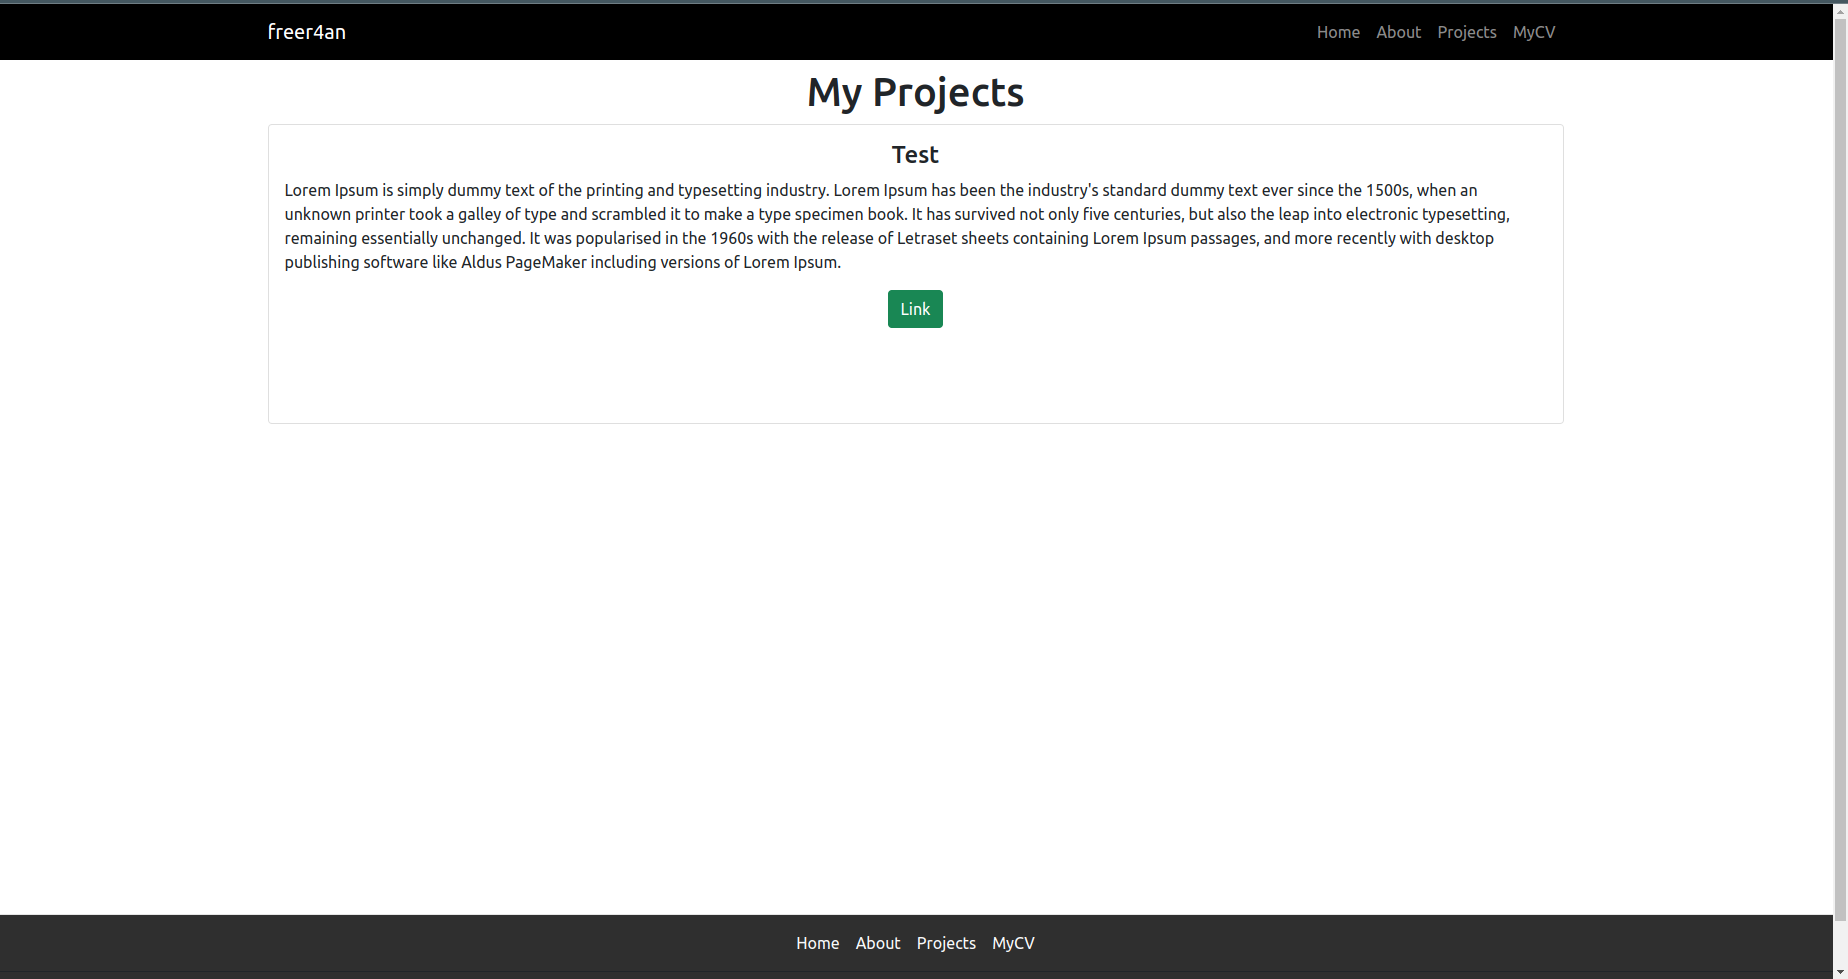 freer4an
Home About Projects MyCV
My Projects
Test
Lorem Ipsum is simply dummy text of the printing and typesetting industry. Lorem Ipsum has been the industry's standard dummy text ever since the 1500s, when an
unknown printer took a galley of type and scrambled it to make a type specimen book. It has survived not only five centuries, but also the leap into electronic typesetting,
remaining essentially unchanged. It was popularised in the 1960s with the release of Letraset sheets containing Lorem Ipsum passages, and more recently with desktop
publishing software like Aldus PageMaker including versions of Lorem Ipsum.
Link
Home About Projects MyCV